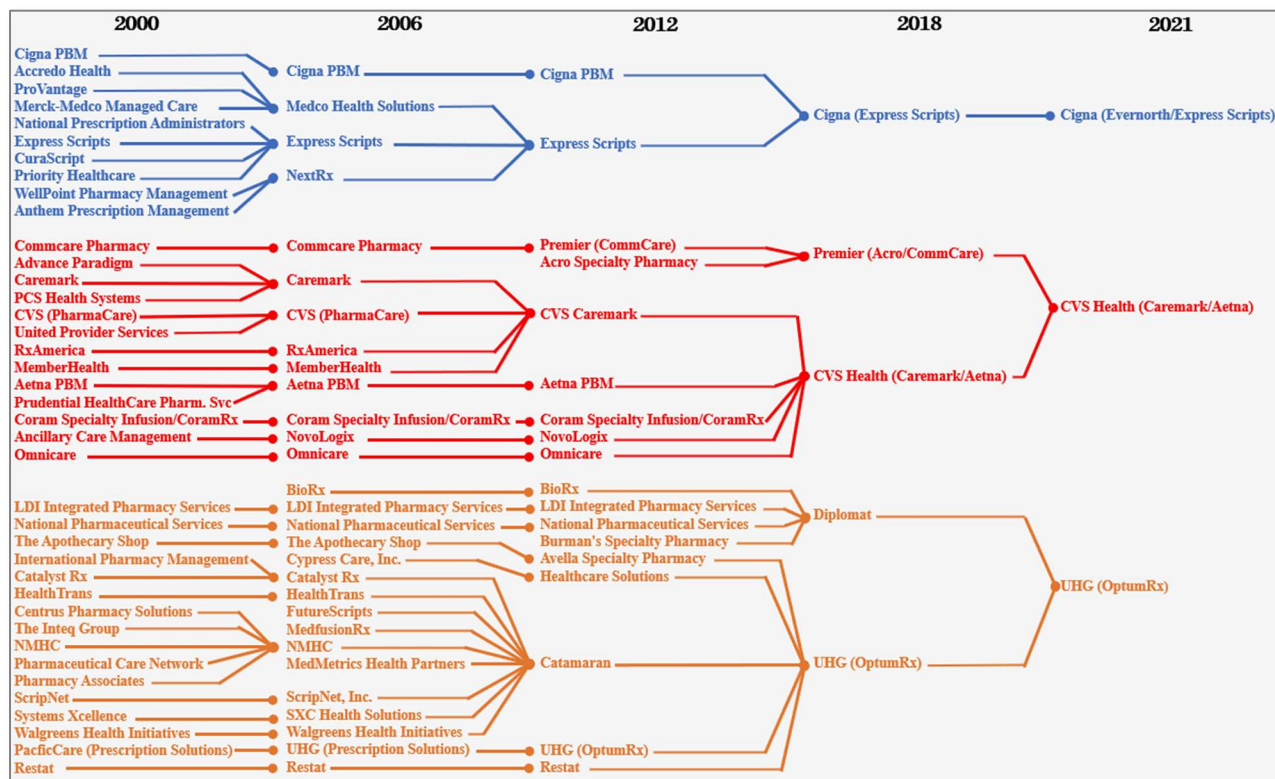 2000 2006 2012 2018 2021
Cigna PBM
Accredo Health
ProVantage
Merck-Medco Managed Care
National Prescription Administrators
Express Scripts
CuraScript
Priority Healthcare
WellPoint Pharmacy Management
Anthem Prescription Management
Cigna PBM
Medco Health Solutions
Express Scripts
NextRx
Cigna PBM
Express Scripts
Cigna (Express Scripts)
Cigna (Evernorth/Express Scripts)
Commcare Pharmacy
Advance Paradigm
Caremark
PCS Health Systems
CVS (PharmaCare)
United Provider Services
RxAmerica
MemberHealth
Aetna PBM
Prudential HealthCare Pharm. Svc
Coram Specialty Infusion/CoramRx
Ancillary Care Management
Omnicare
Commcare Pharmacy
Caremark
CVS (PharmaCare)
RxAmerica
MemberHealth
Aetna PBM
Coram Specialty Infusion/CoramRx
NovoLogix
Omnicare
Premier (CommCare)
Acro Specialty Pharmacy
CVS Caremark
Aetna PBM
Coram Specialty Infusion/CoramRx
NovoLogix
Omnicare
Premier (Acro/CommCare)
CVS Health (Caremark/Aetna)
CVS Health (Caremark/Aetna)
LDI Integrated Pharmacy Services
National Pharmaceutical Services
The Apothecary Shop
International Pharmacy Management
Catalyst Rx
HealthTrans
Centrus Pharmacy Solutions
The Inteq Group
NMHC
Pharmaceutical Care Network
Pharmacy Associates
ScripNet
Systems Xcellence
Walgreens Health Initiatives
PacficCare (Prescription Solutions)
Restat
BioRx
LDI Integrated Pharmacy Services
National Pharmaceutical Services
The Apothecary Shop
Cypress Care, Inc.
Catalyst Rx
HealthTrans
FutureScripts
MedfusionRx
NMHC
MedMetrics Health Partners
ScripNet, Inc.
SXC Health Solutions
Walgreens Health Initiatives
UHG (Prescription Solutions)
Restat
BioRx
LDI Integrated Pharmacy Services
National Pharmaceutical Services
Burman's Specialty Pharmacy
Avella Specialty Pharmacy
Healthcare Solutions
Catamaran
UHG (OptumRx)
Restat
Diplomat
UHG (OptumRx)
UHG (OptumRx)